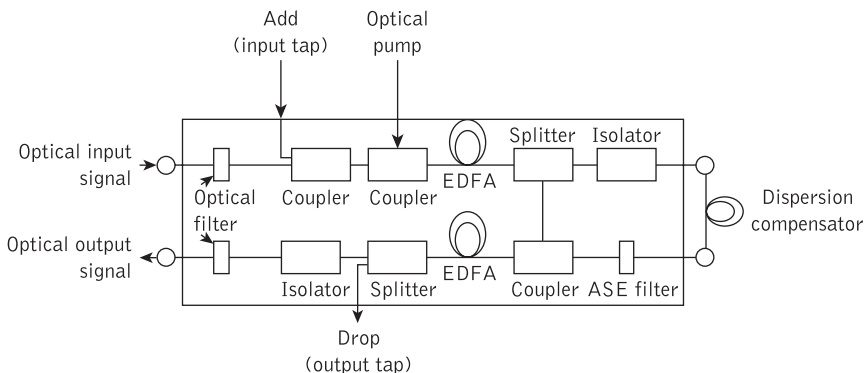 Add
(input tap)
Optical
pump
Optical input
signal
Splitter
Isolator
Coupler
Coupler
EDFA
Optical
filter
Dispersion
compensator
Optical output
signal
Isolator
Splitter
EDFA
Coupler
ASE filter
Drop
(output tap)